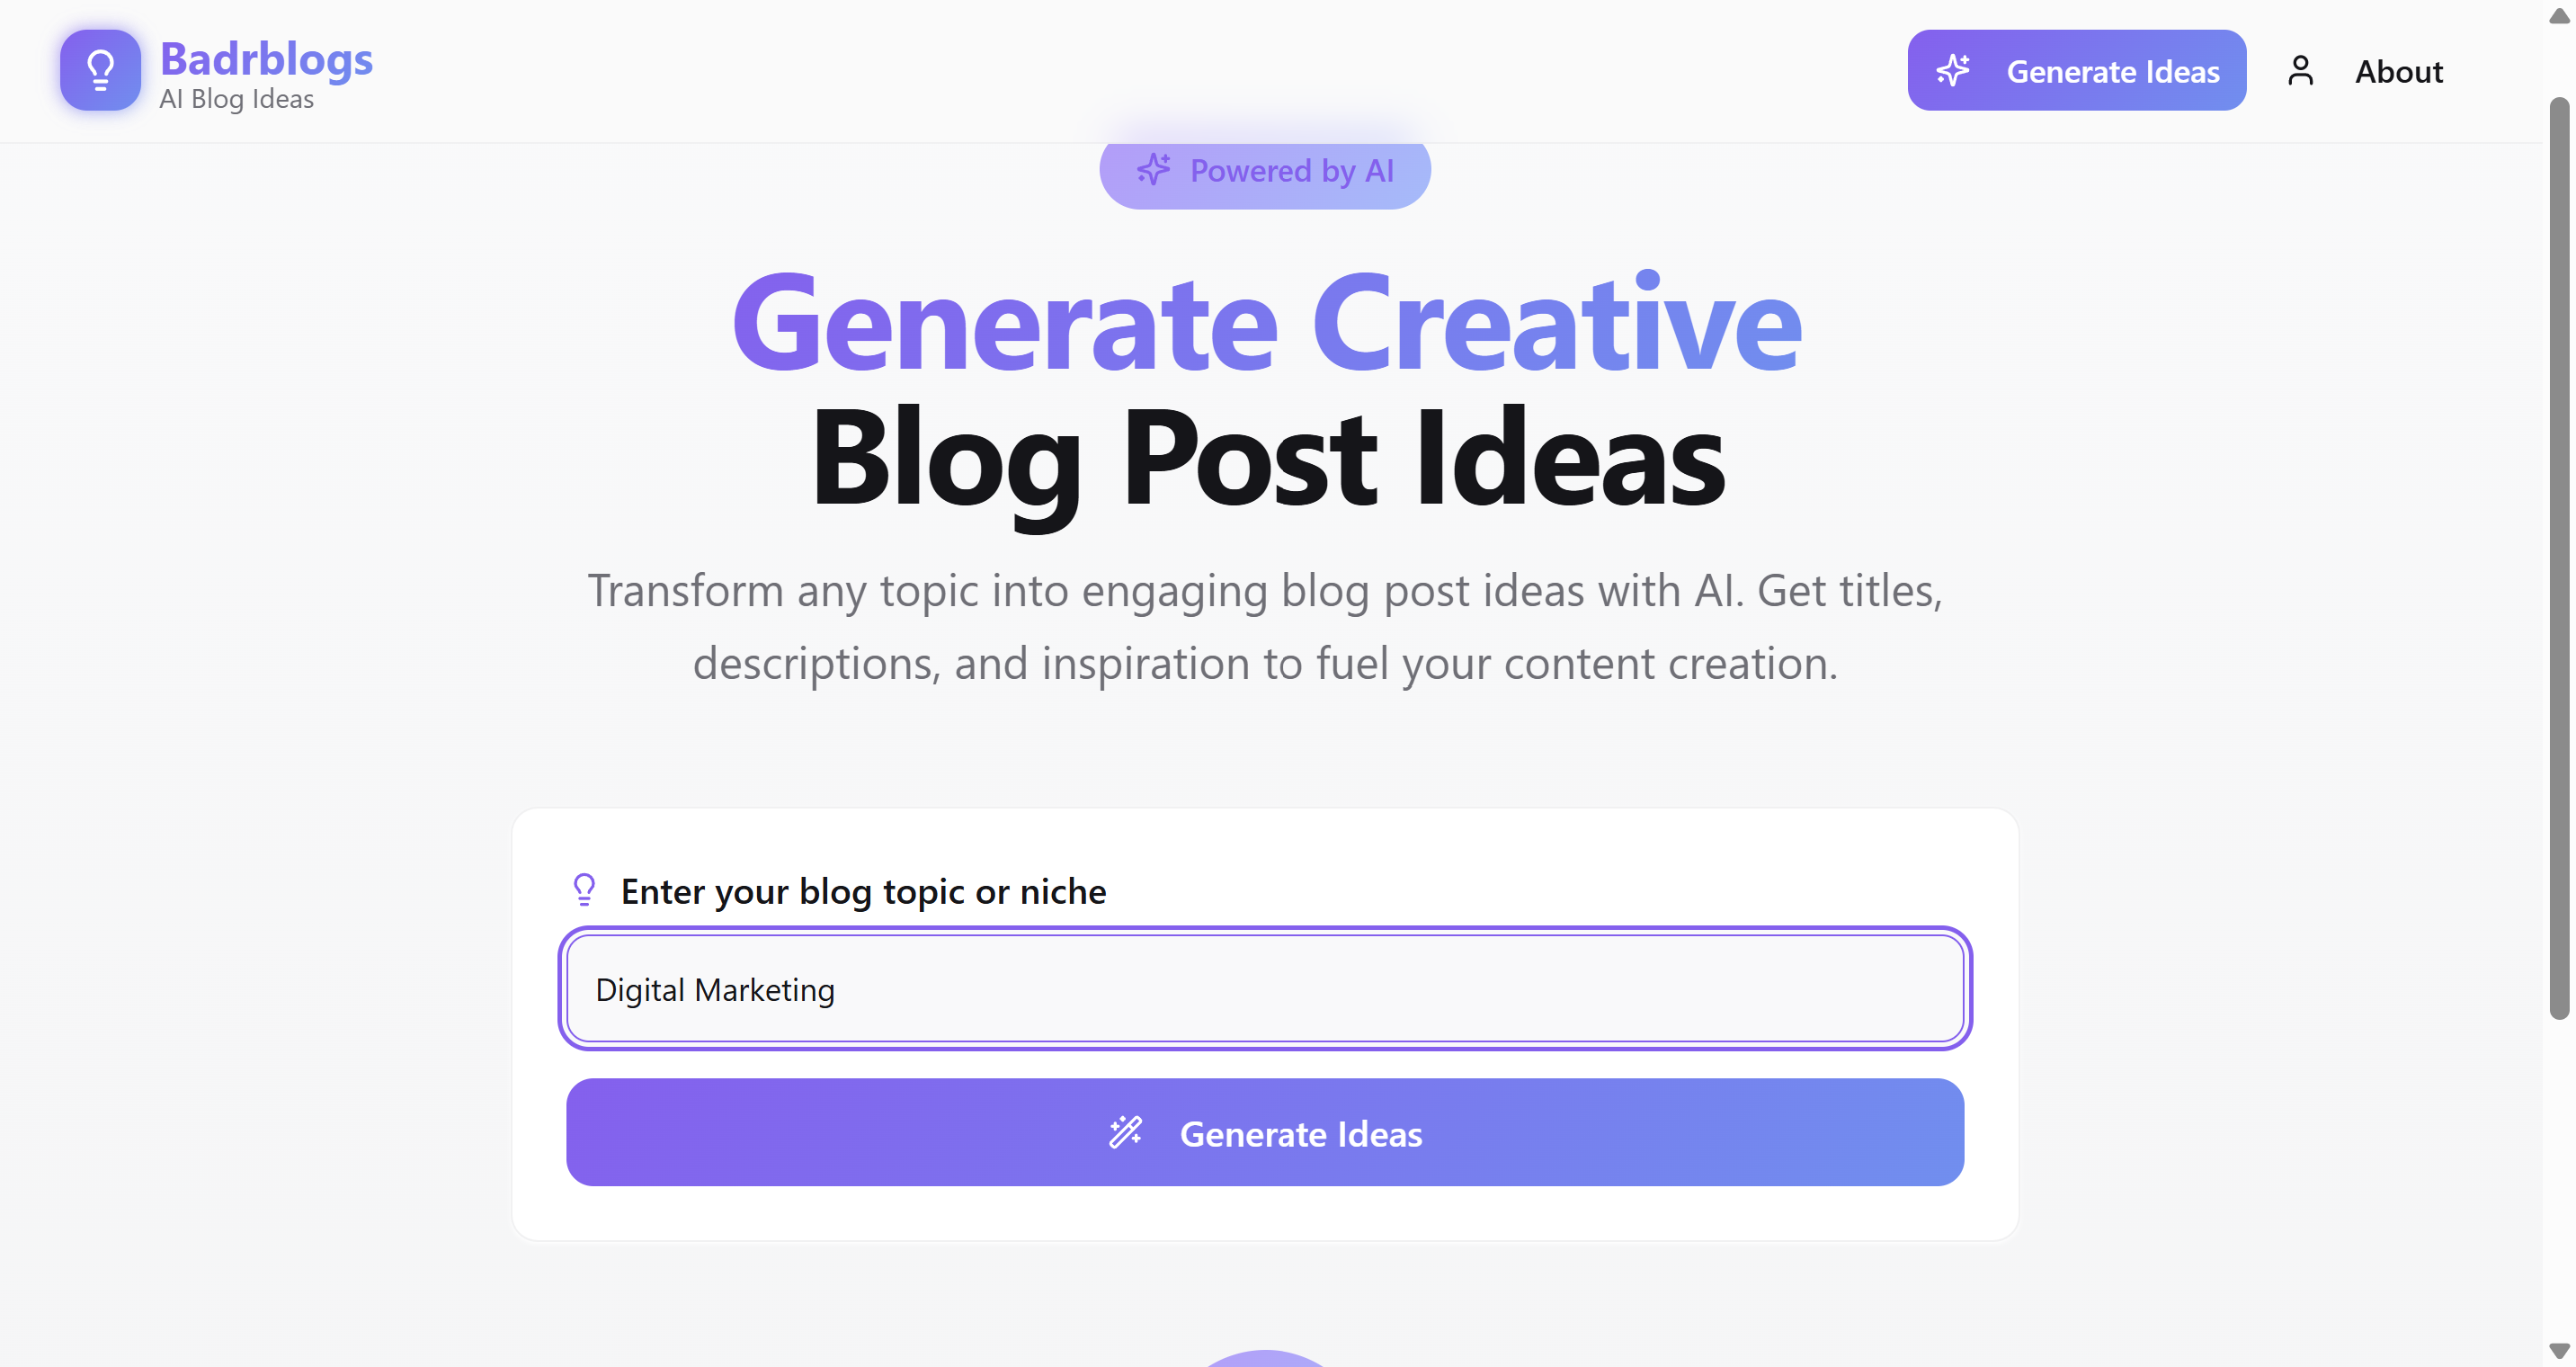 Badrblogs
AI Blog Ideas
Generate Ideas
About
Powered by AI
Generate Creative
Blog Post Ideas
Transform any topic into engaging blog post ideas with AI. Get titles,
descriptions, and inspiration to fuel your content creation.
Enter your blog topic or niche
Digital Marketing
Generate Ideas